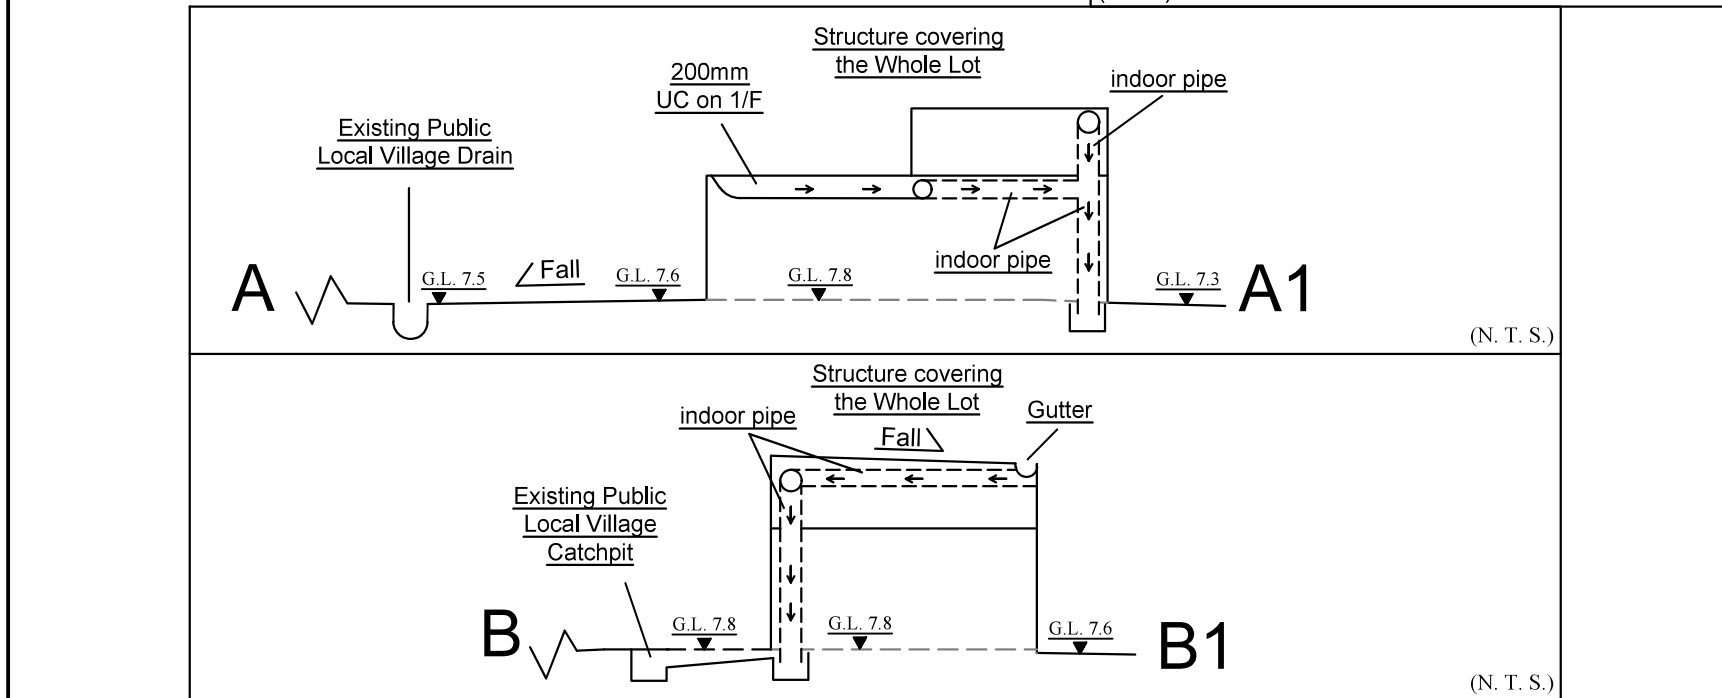 Structure covering
the Whole Lot
200mm
UC on 1/F
indoor pipe
Existing Public
Local Village Drain
indoor pipe
A
G.L. 7.5
Fall
G.L. 7.6
G.L. 7.8
G.L. 7.3
A1
(N. T. S.)
Structure covering
the Whole Lot
indoor pipe
Gutter
Fall
Existing Public
Local Village
Catchpit
B
G.L. 7.8
G.L. 7.8
G.L. 7.6
B1
(N. T. S.)